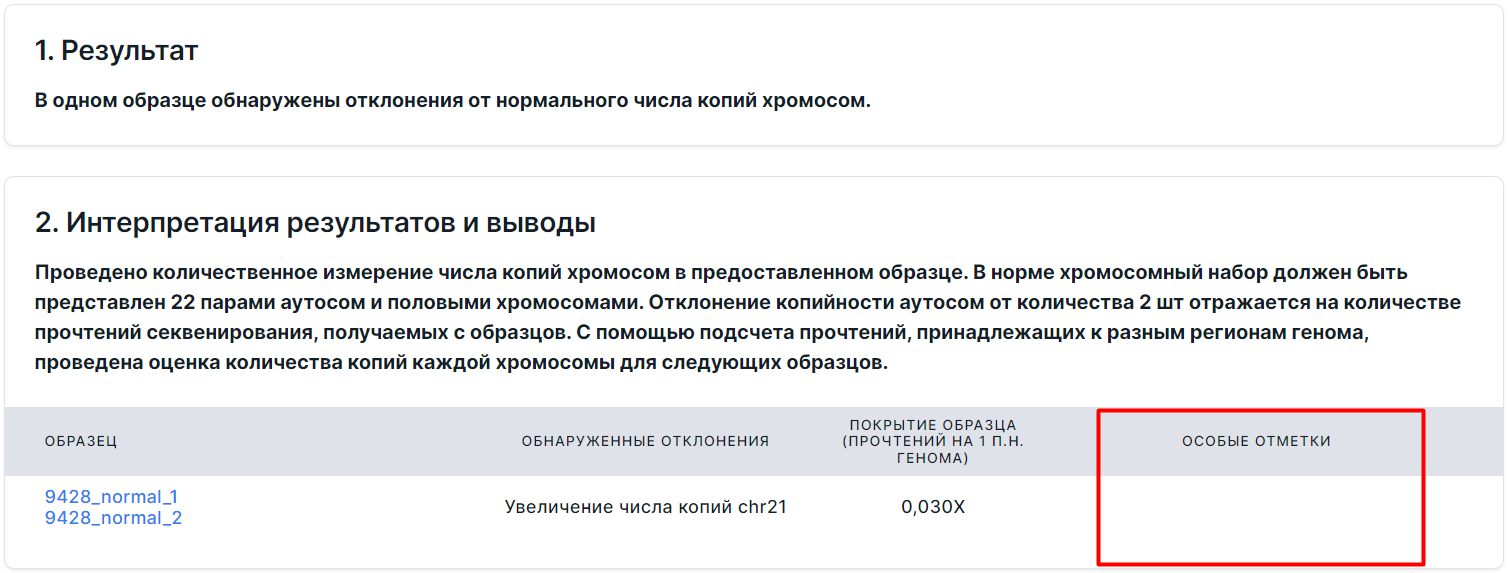 1. Результат
В одном образце обнаружены отклонения от нормального числа копий хромосом.
2. Интерпретация результатов и выводы
Проведено количественное измерение числа копий хромосом в предоставленном образце. В норме хромосомный набор должен быть
представлен 22 парами аутосом и половыми хромосомами. Отклонение копийности аутосом от количества 2 шт отражается на количестве
прочтений секвенирования, получаемых с образцов. С помощью подсчета прочтений, принадлежащих к разным регионам генома,
проведена оценка количества копий каждой хромосомы для следующих образцов.
ОБРАЗЕЦ
ОБНАРУЖЕННЫЕ ОТКЛОНЕНИЯ
ПОКРЫТИЕ ОБРАЗЦА
(ПРОЧТЕНИЙ НА 1 П.Н.
ГЕНОМА)
ОСОБЫЕ ОТМЕТКИ
9428_normal_1
9428_normal_2
Увеличение числа копий chr21
0,030X